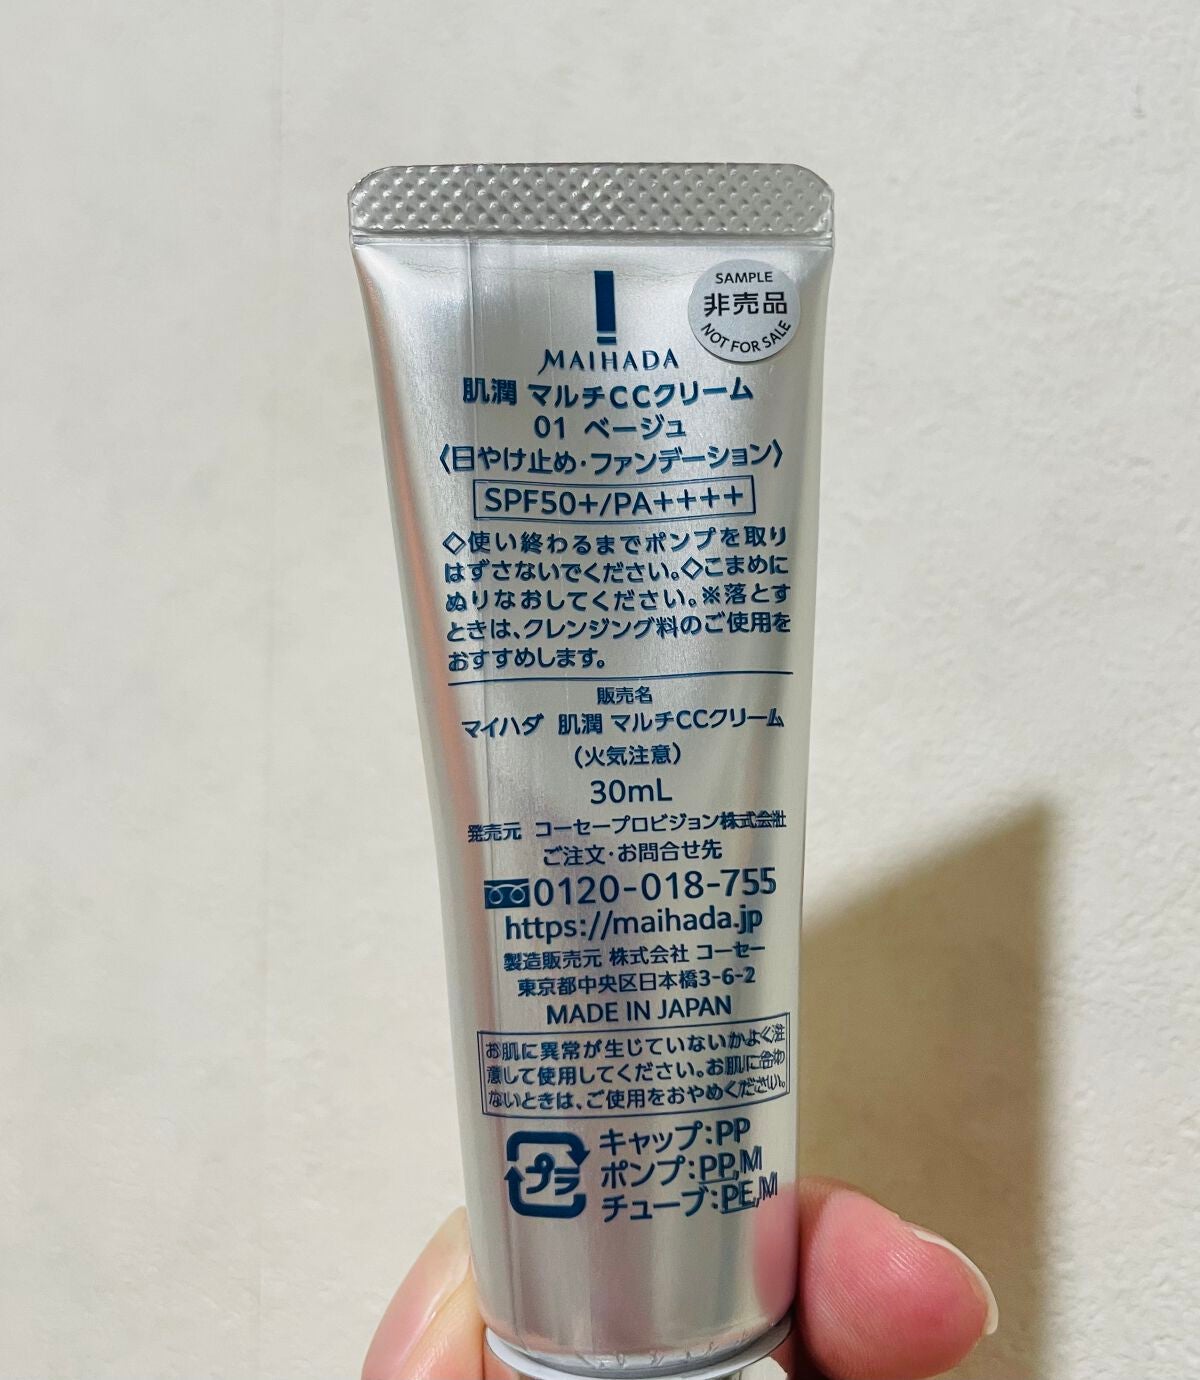 SAMPLE
非売品
NOT FOR SALE
MAIHADA
肌潤 マルチCCクリーム
01 ベージュ
〈日やけ止め・ファンデーション〉
SPF50+/PA++++
◇使い終わるまでポンプを取り
はずさないでください。◇こまめに
ぬりなおしてください。※落とす
ときは、クレンジング料のご使用を
おすすめします。
販売名
マイハダ 肌潤 マルチCCクリーム
(火気注意)
30mL
発売元 コーセープロビジョン株式会社
ご注文・お問合せ先
0120-018-755
https://maihada.jp
製造販売元 株式会社 コーセー
東京都中央区日本橋3-6-2
MADE IN JAPAN
お肌に異常が生じていないかよく注
意して使用してください。お肌に合わ
ないときは、ご使用をおやめください。
プラ
キャップ:PP
ポンプ:PP,M
チューブ:PE,M